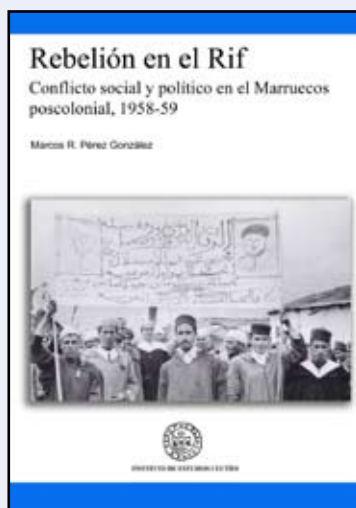 Rebelión en el Rif
Conflicto social y político en el Marruecos
poscolonial, 1958-59
Marcos R. Pérez González
INSTITUTO DE ESTUDIOS CEUTÍES